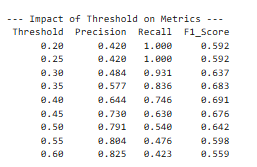 --- Impact of Threshold on Metrics ---
Threshold Precision Recall F1_Score
0.20 0.420 1.000 0.592
0.25 0.420 1.000 0.592
0.30 0.484 0.931 0.637
0.35 0.577 0.836 0.683
0.40 0.644 0.746 0.691
0.45 0.730 0.630 0.676
0.50 0.791 0.540 0.642
0.55 0.804 0.476 0.598
0.60 0.825 0.423 0.559